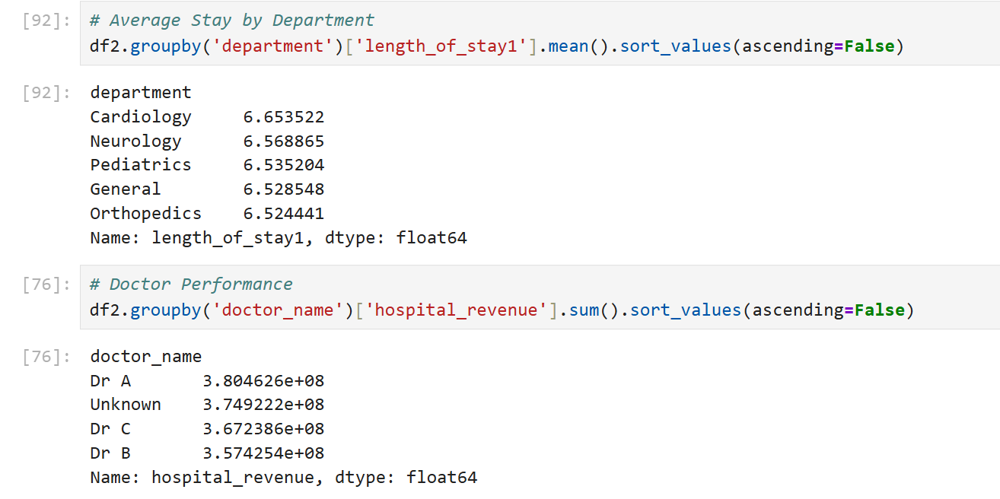 [92]: # Average Stay by Department
df2.groupby('department')['length_of_stay1'].mean().sort_values(ascending=False)
[92]: department
Cardiology     6.653522
Neurology      6.568865
Pediatrics     6.535204
General        6.528548
Orthopedics    6.524441
Name: length_of_stay1, dtype: float64
[76]: # Doctor Performance
df2.groupby('doctor_name')['hospital_revenue'].sum().sort_values(ascending=False)
[76]: doctor_name
Dr A       3.804626e+08
Unknown    3.749222e+08
Dr C       3.672386e+08
Dr B       3.574254e+08
Name: hospital_revenue, dtype: float64